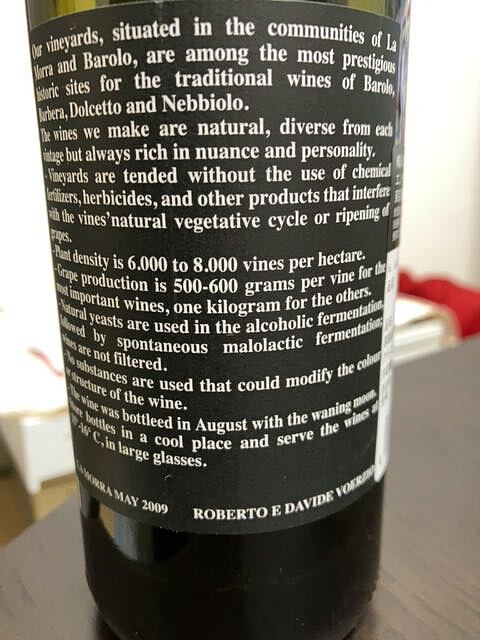 Our vineyards, situated in the communities of La
Morra and Barolo, are among the most prestigious
historic sites for the traditional wines of Barolo,
Barbera, Dolcetto and Nebbiolo.
The wines we make are natural, diverse from each
vintage but always rich in nuance and personality.
- Vineyards are tended without the use of chemical
fertilizers, herbicides, and other products that interfere
with the vines'natural vegetative cycle or ripening of
grapes.
- Plant density is 6.000 to 8.000 vines per hectare.
- Grape production is 500-600 grams per vine for the
most important wines, one kilogram for the others.
- Natural yeasts are used in the alcoholic fermentation,
followed by spontaneous malolactic fermentation;
wines are not filtered.
- No substances are used that could modify the colour
or structure of the wine.
- The wine was bottleed in August with the waning moon.
Store bottles in a cool place and serve the wines at
16° C, in large glasses.
LA MORRA MAY 2009 ROBERTO E DAVIDE VOERZIO